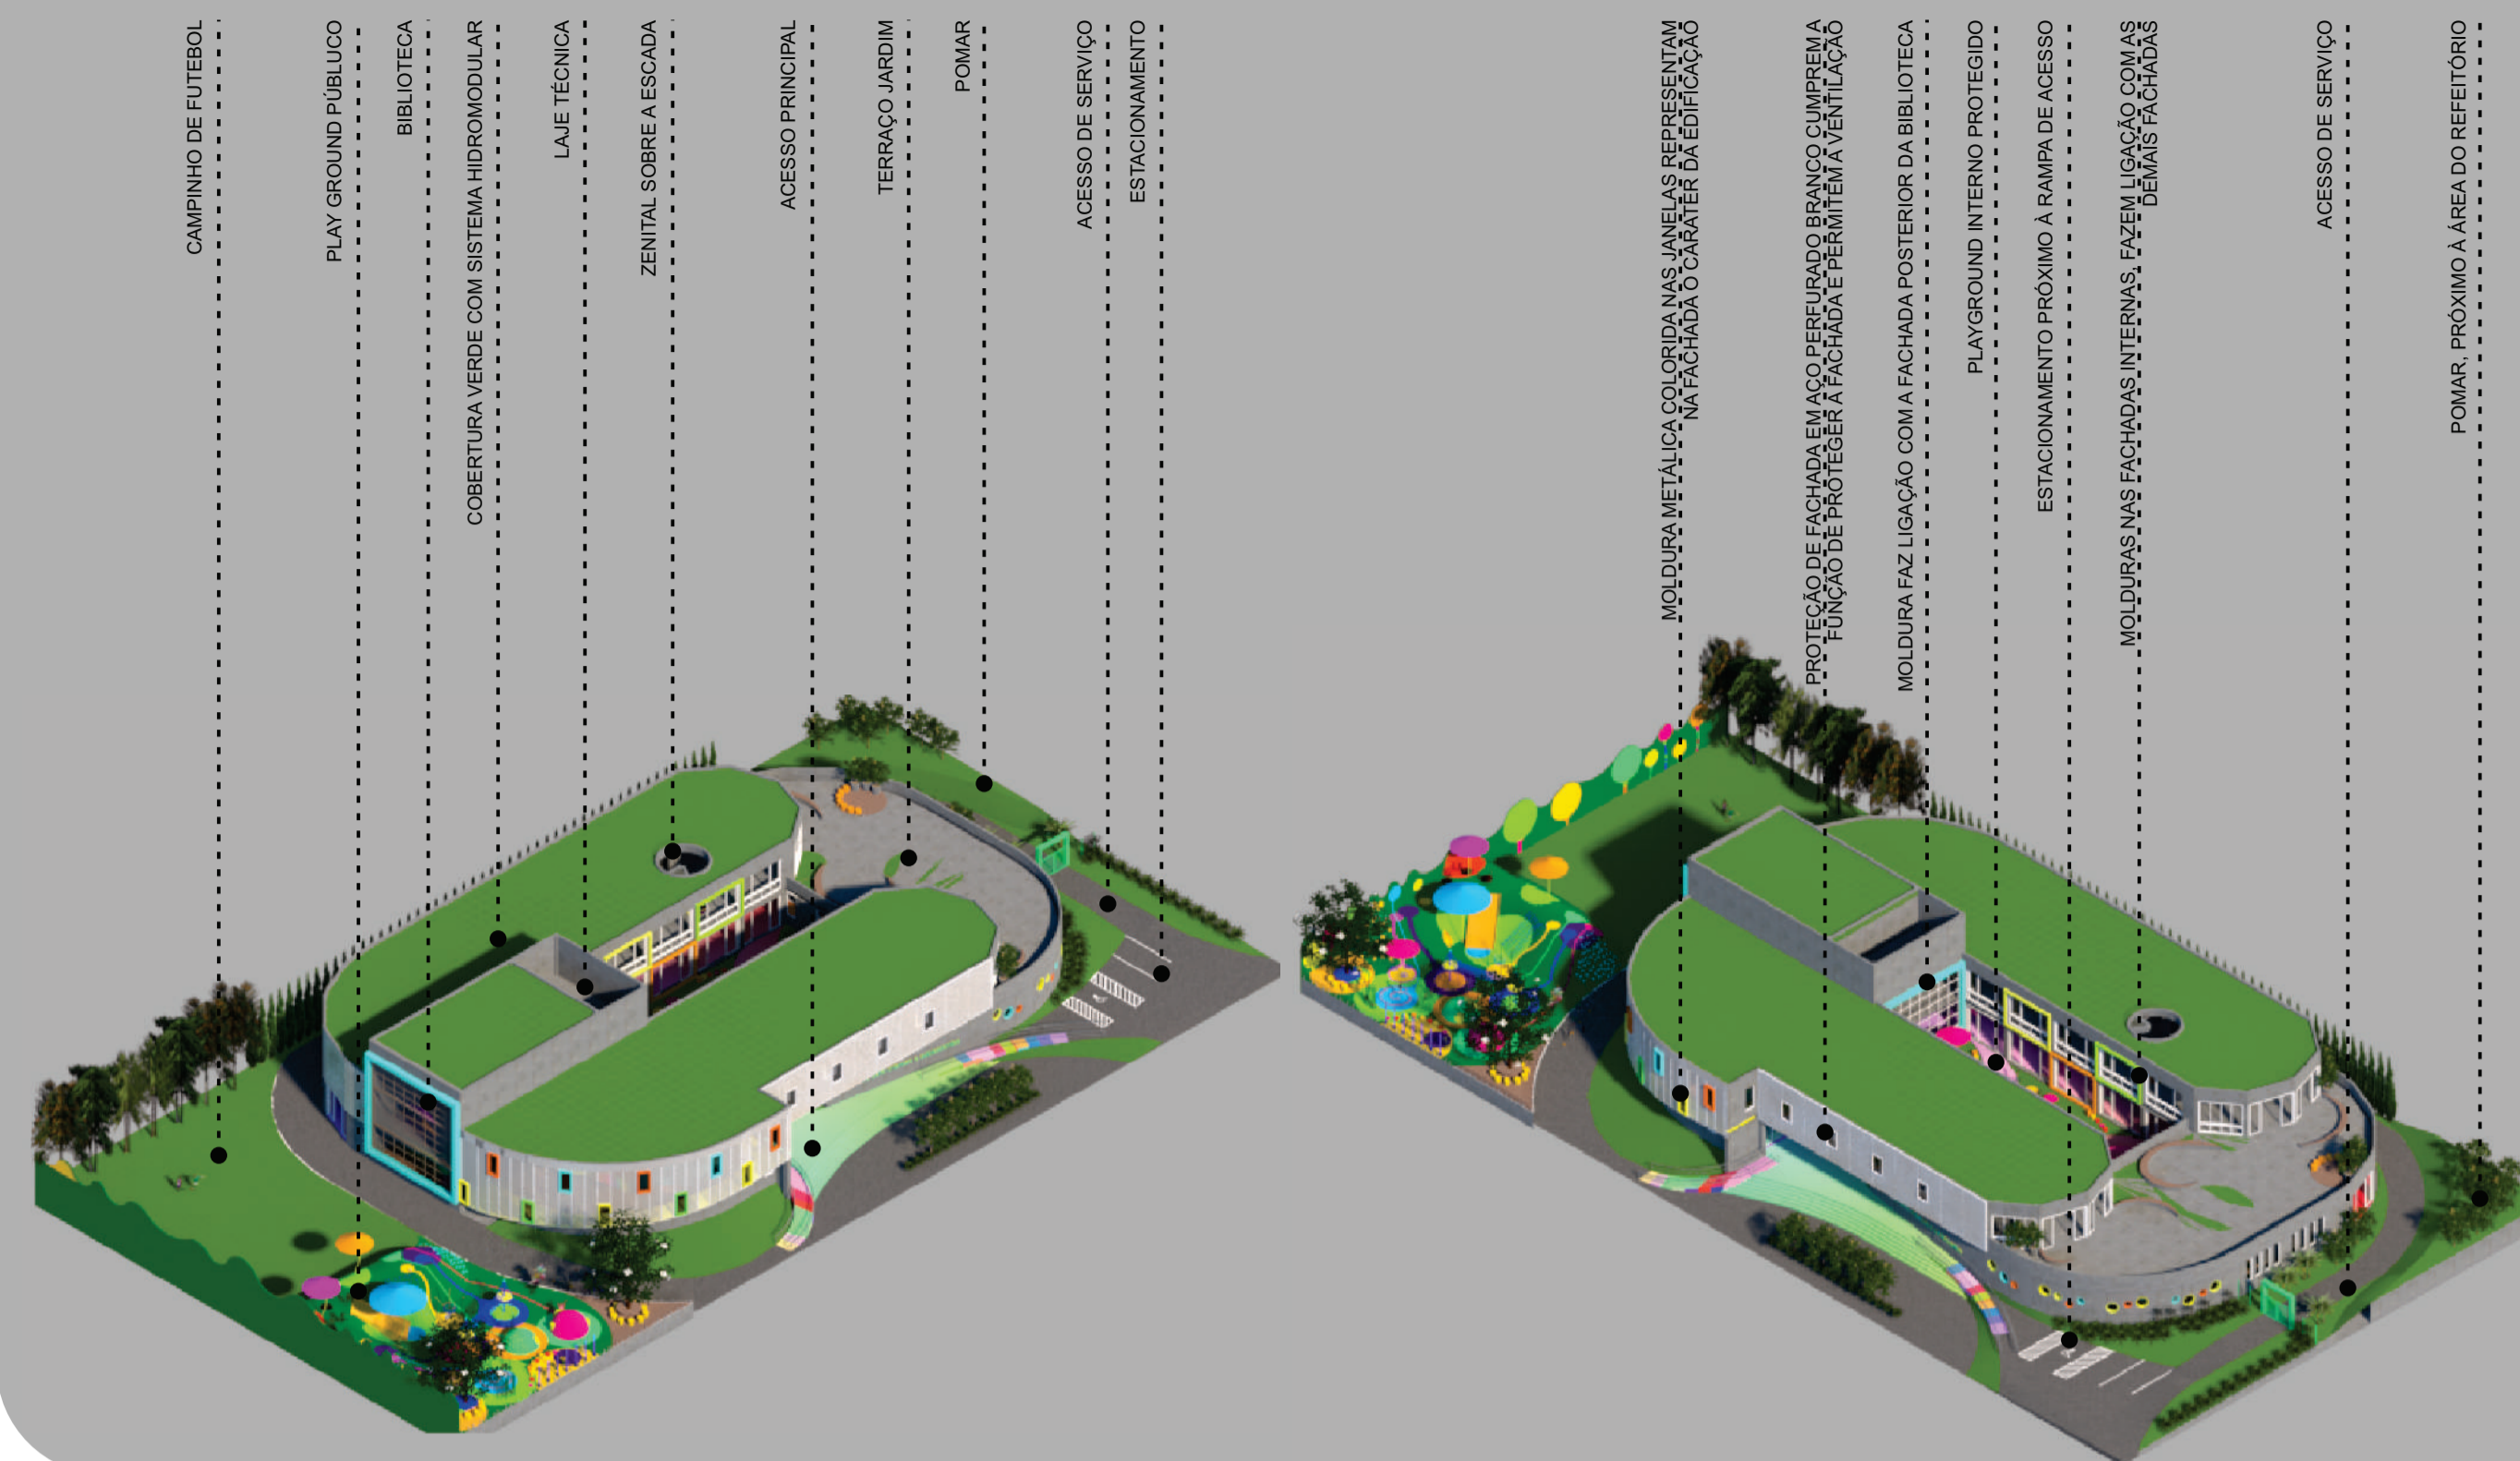 CAMPINHO DE FUTEBOL
PLAY GROUND PÚBLUCO
BIBLIOTECA
COBERTURA VERDE COM SISTEMA HIDROMODULAR
LAJE TÉCNICA
ZENITAL SOBRE A ESCADA
ACESSO PRINCIPAL
TERRAÇO JARDIM
POMAR
ACESSO DE SERVIÇO
ESTACIONAMENTO
MOLDURA METÁLICA COLORIDA NAS JANELAS REPRESENTAM
NA FACHADA O CARÁTER DA EDIFICAÇÃO
PROTEÇÃO DE FACHADA EM AÇO PERFURADO BRANCO CUMPREM A
FUNÇÃO DE PROTEGER A FACHADA E PERMITEM A VENTILAÇÃO
MOLDURA FAZ LIGAÇÃO COM A FACHADA POSTERIOR DA BIBLIOTECA
PLAYGROUND INTERNO PROTEGIDO
ESTACIONAMENTO PRÓXIMO À RAMPA DE ACESSO
MOLDURAS NAS FACHADAS INTERNAS, FAZEM LIGAÇÃO COM AS
DEMAIS FACHADAS
ACESSO DE SERVIÇO
POMAR, PRÓXIMO À ÁREA DO REFEITÓRIO